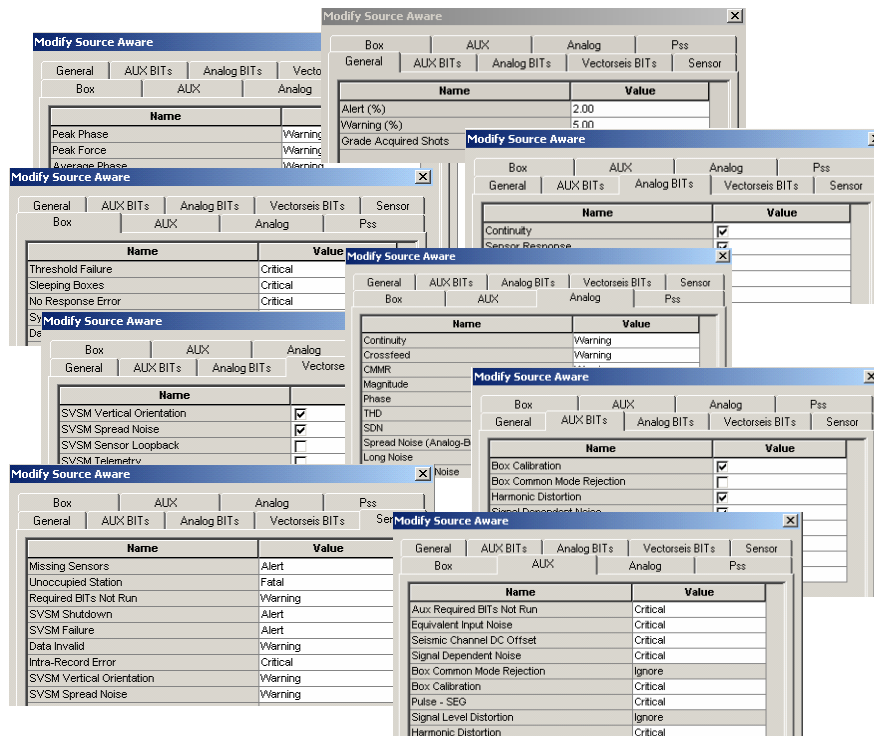 Modify Source Aware
Box AUX Analog Pss
General AUX BITs Analog BITs Vectorseis BITs Sensor
Name Value
Alert (%) 2.00
Warning (%) 5.00
Grade Acquired Shots
Modify Source Aware
General AUX BITs Analog BITs
Box AUX Analog
Name
Peak Phase Warning
Peak Force Warning
Average Phase Warning
Modify Source Aware
Box AUX Analog Pss
General AUX BITs Analog BITs Vectorseis BITs Sensor
Name Value
Continuity
Sensor Response
Modify Source Aware
General AUX BITs Analog BITs Vectorseis BITs Sensor
Box AUX Analog Pss
Name Value
Threshold Failure Critical
Sleeping Boxes Critical
No Response Error Critical
Modify Source Aware
General AUX BITs Analog BITs Vectorseis BITs Sensor
Box AUX Analog Pss
Name Value
Continuity Warning
Crossfeed Warning
CMMR
Magnitude
Phase
THD
SDN
Spread Noise (Analog-B
Long Noise
Noise
Modify Source Aware
Box AUX Analog
General AUX BITs Analog BITs Vectorse
Name
SVSM Vertical Orientation
SVSM Spread Noise
SVSM Sensor Loopback
SVSM Telemetry
Modify Source Aware
Box AUX Analog Pss
General AUX BITs Analog BITs Vectorseis BITs Sensor
Name Value
Box Calibration
Box Common Mode Rejection
Harmonic Distortion
Signal Dependent Noise
Modify Source Aware
Box AUX Analog Pss
General AUX BITs Analog BITs Vectorseis BITs
Name Value
Missing Sensors Alert
Unoccupied Station Fatal
Required BITs Not Run Warning
SVSM Shutdown Alert
SVSM Failure Alert
Data Invalid Warning
Intra-Record Error Critical
SVSM Vertical Orientation Warning
SVSM Spread Noise Warning
Modify Source Aware
General AUX BITs Analog BITs Vectorseis BITs Sensor
Box AUX Analog Pss
Name Value
Aux Required BITs Not Run Critical
Equivalent Input Noise Critical
Seismic Channel DC Offset Critical
Signal Dependent Noise Critical
Box Common Mode Rejection Ignore
Box Calibration Critical
Pulse - SEG Critical
Signal Level Distortion Ignore
Harmonic Distortion Critical